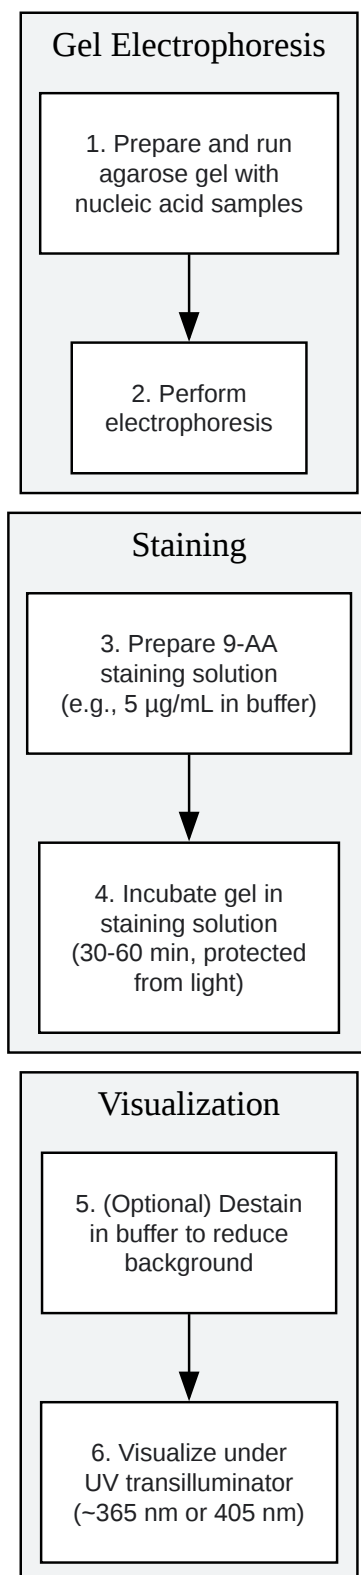 Gel Electrophoresis
1. Prepare and run
agarose gel with
nucleic acid samples
2. Perform
electrophoresis
Staining
3. Prepare 9-AA
staining solution
(e.g., 5 µg/mL in buffer)
4. Incubate gel in
staining solution
(30-60 min, protected
from light)
Visualization
5. (Optional) Destain
in buffer to reduce
background
6. Visualize under
UV transilluminator
(~365 nm or 405 nm)